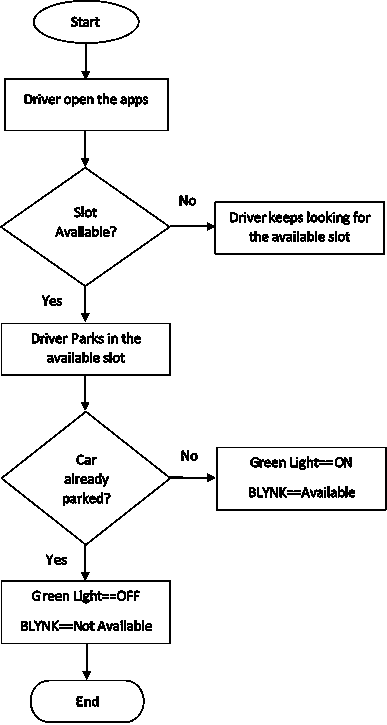 Start
Driver open the apps
Slot
Available?
No
Driver keeps looking for
the available slot
Yes
Driver Parks in the
available slot
Car
already
parked?
No
Green Light==ON
BLYNK==Available
Yes
Green Light==OFF
BLYNK==Not Available
End